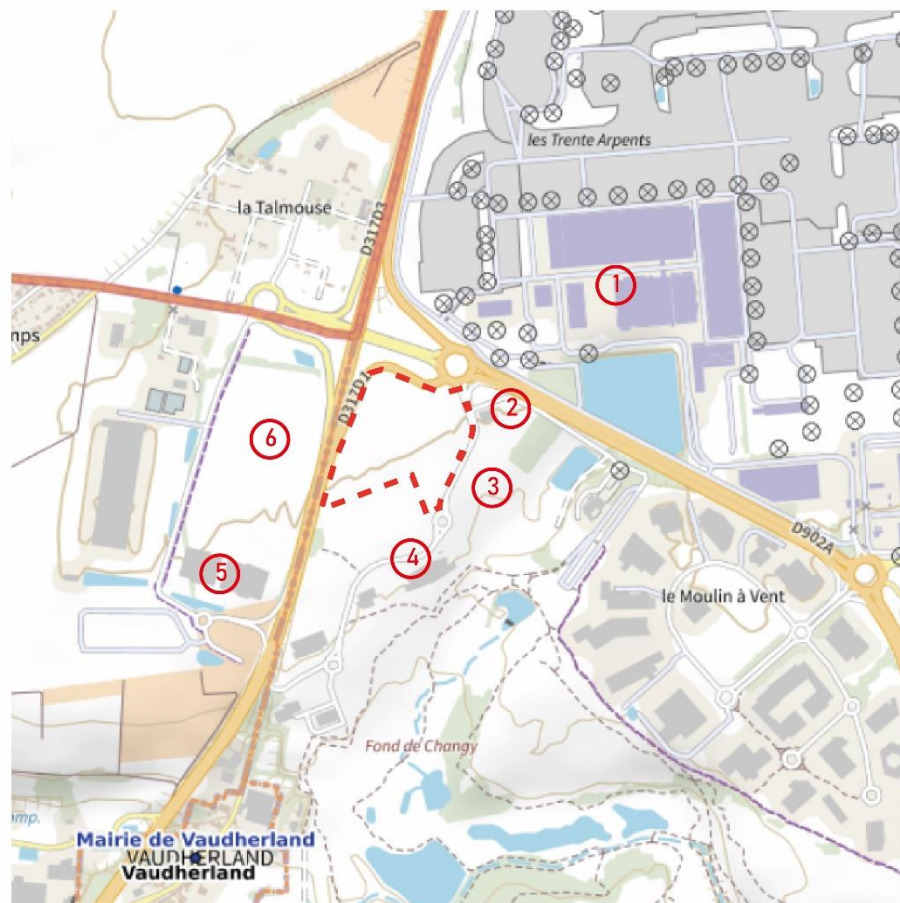 les Trente Arpents
la Talmouse
D317D3
1
mps
D317D1
2
6
3
D902A
4
5
le Moulin à Vent
Fond de Changy
omp.
Mairie de Vaudherland
VAUDHERLAND
Vaudherland